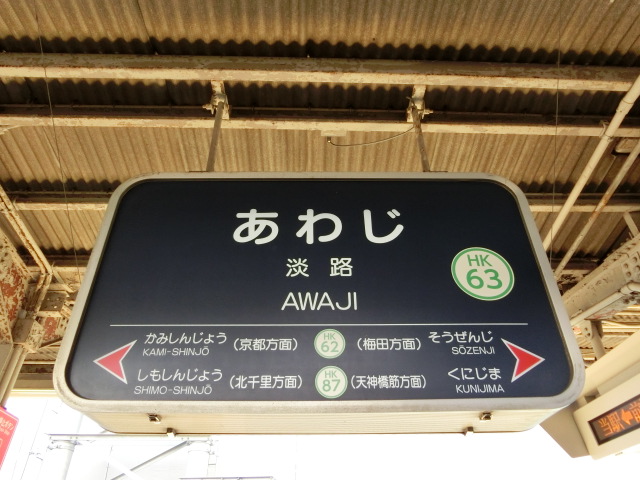 あわじ
淡路
AWAJI
HK
63
かみしんじょう (京都方面) HK 62 (梅田方面) そうぜんじ
KAMI-SHINJŌ SŌZENJI
しもしんじょう (北千里方面) HK 87 (天神橋筋方面) くにじま
SHIMO-SHINJŌ KUNIJIMA